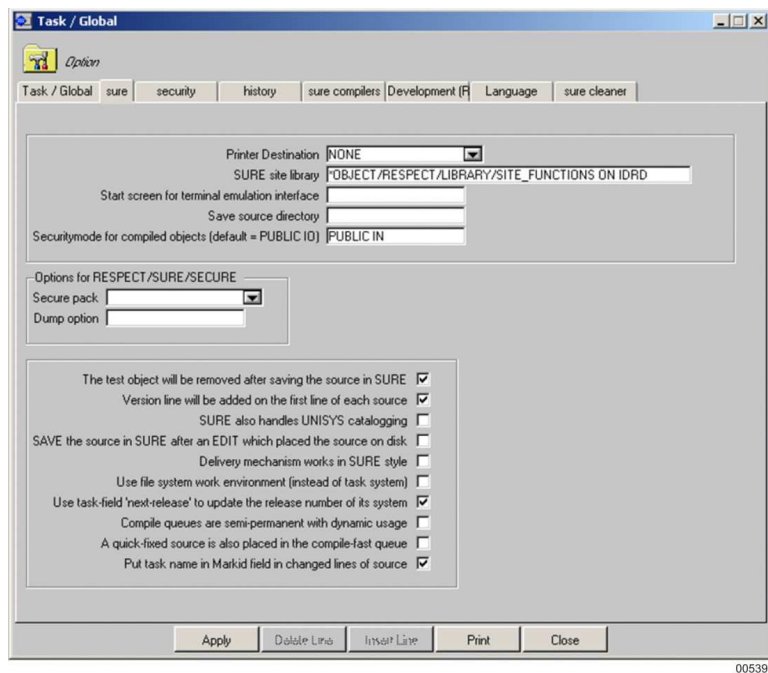 Task / Global
Option
Task / Global sure security history sure compilers Development (R Language sure cleaner
Printer Destination NONE
SURE site library *OBJECT/RESPECT/LIBRARY/SITE_FUNCTIONS ON IDRD
Start screen for terminal emulation interface
Save source directory
Securitymode for compiled objects (default = PUBLIC IO) PUBLIC IN
Options for RESPECT/SURE/SECURE
Secure pack
Dump option
The test object will be removed after saving the source in SURE
Version line will be added on the first line of each source
SURE also handles UNISYS catalogging
SAVE the source in SURE after an EDIT which placed the source on disk
Delivery mechanism works in SURE style
Use file system work environment (instead of task system)
Use task-field 'next-release' to update the release number of its system
Compile queues are semi-permanent with dynamic usage
A quick-fixed source is also placed in the compile-fast queue
Put task name in Markid field in changed lines of source
Apply Delete Line Insert Line Print Close
00539